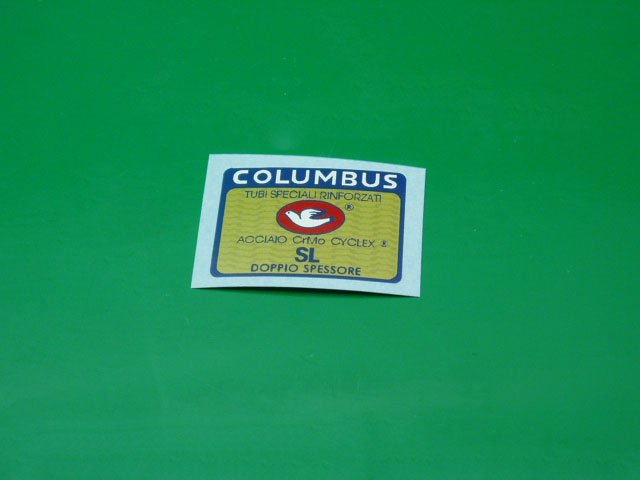 COLUMBUS
TUBI SPECIALI RINFORZATI
®
ACCIAIO CrMo CYCLEX ®
SL
DOPPIO SPESSORE